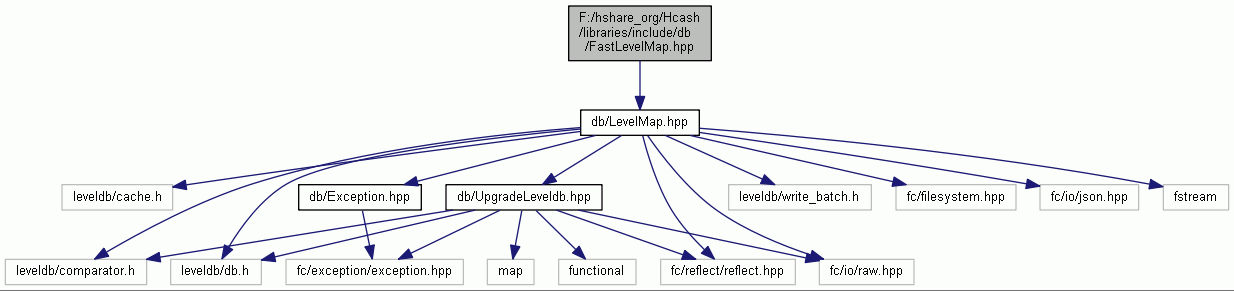 F:/hshare_org/Hcash
/libraries/include/db
/FastLevelMap.hpp
db/LevelMap.hpp
leveldb/cache.h
db/Exception.hpp
db/UpgradeLeveldb.hpp
leveldb/write_batch.h
fc/filesystem.hpp
fc/io/json.hpp
fstream
leveldb/comparator.h
leveldb/db.h
fc/exception/exception.hpp
map
functional
fc/reflect/reflect.hpp
fc/io/raw.hpp